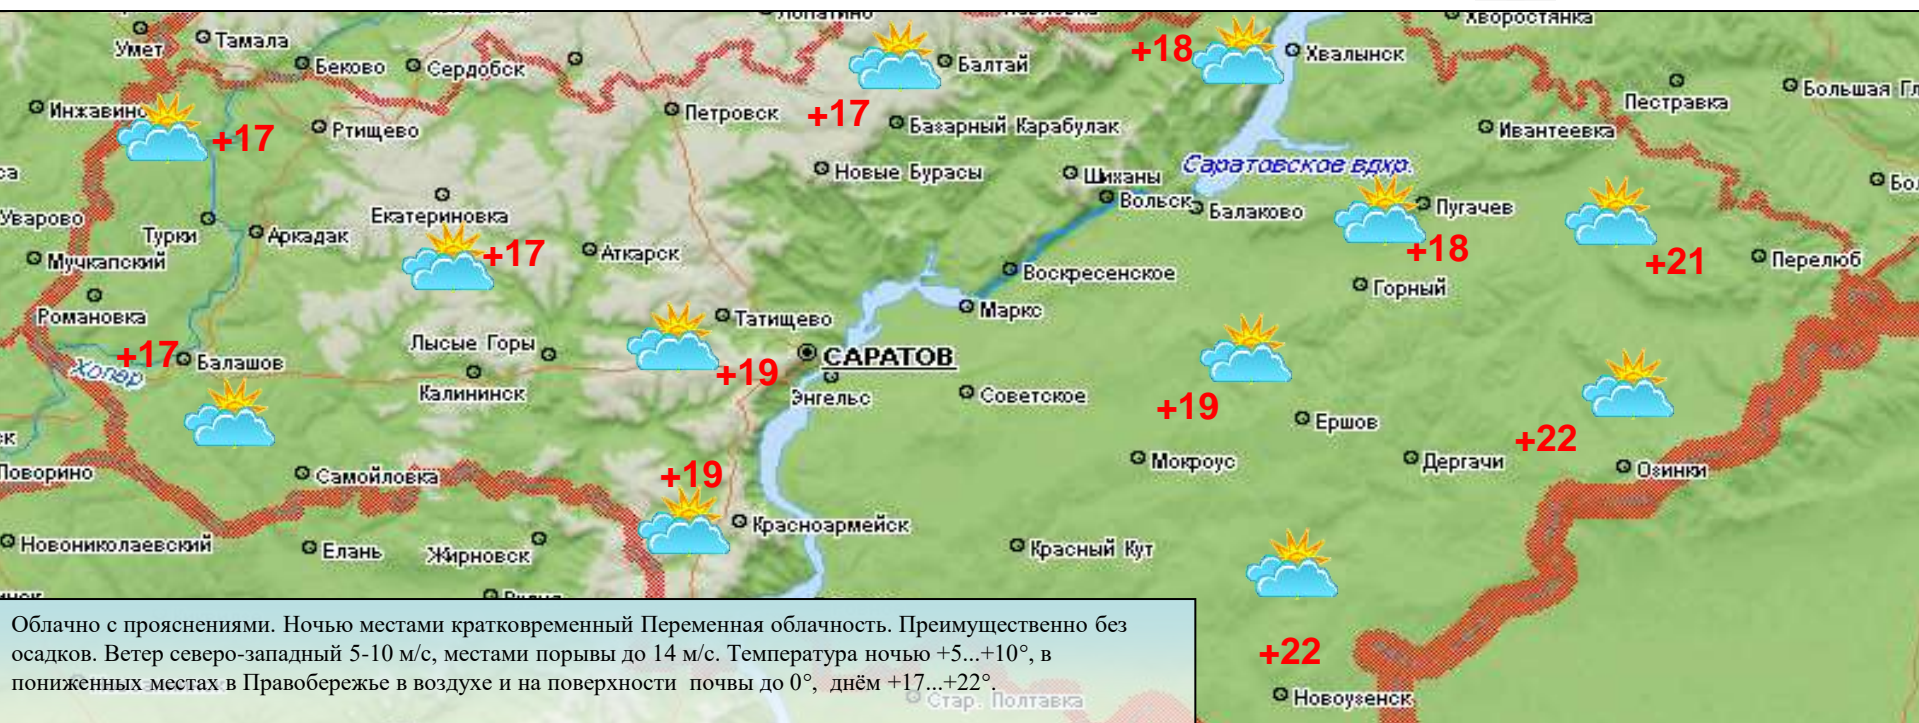 Лопатино
Хворостянка
Умет
Тамала
Беково
Сердобск
Балтай
+18
Хвалынск
Пестравка
Большая Гл
Инжавино
+17
Ртищево
Петровск
+17
Базарный Карабулак
Ивантеевка
Новые Бурасы
Шиханы
Саратовское вдхр.
Уварово
Екатериновка
Вольск
Балаково
Пугачев
Турки
Аркадак
+17
Аткарск
+18
+21
Перелюб
Мучкапский
Воскресенское
Горный
Романовка
Татищево
Маркс
+17
Балашов
Лысые Горы
САРАТОВ
Хопер
+19
Калининск
Энгельс
Советское
+19
Ершов
+22
Поворино
Самойловка
+19
Мокроус
Дергачи
Озинки
Новониколаевский
Елань
Жирновск
Красноармейск
Красный Кут
Облачно с прояснениями. Ночью местами кратковременный Переменная облачность. Преимущественно без
осадков. Ветер северо-западный 5-10 м/с, местами порывы до 14 м/с. Температура ночью +5...+10°, в
пониженных местах в Правобережье в воздухе и на поверхности почвы до 0°, днём +17...+22°.
+22
Новоузенск
Стар. Полтавка